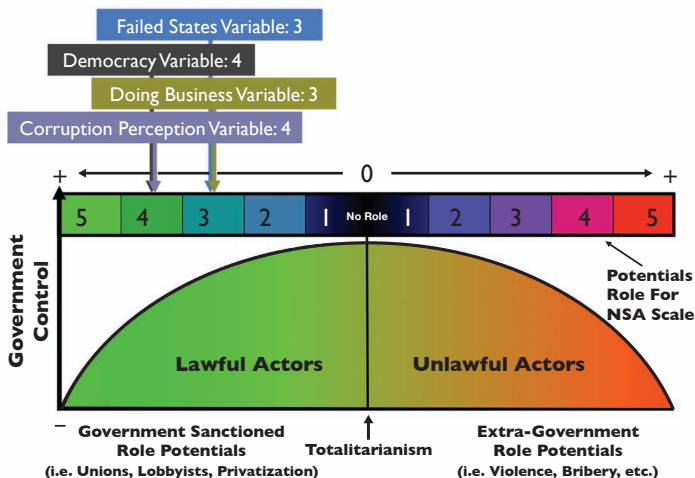 Failed States Variable: 3
Democracy Variable: 4
Doing Business Variable: 3
Corruption Perception Variable: 4
+ 0 +
5 4 3 2 1 No Role 1 2 3 4 5
Government
Control
Potentials
Role For
NSA Scale
Lawful Actors Unlawful Actors
–
Government Sanctioned
Role Potentials
(i.e. Unions, Lobbyists, Privatization)
Totalitarianism
Extra-Government
Role Potentials
(i.e. Violence, Bribery, etc.)